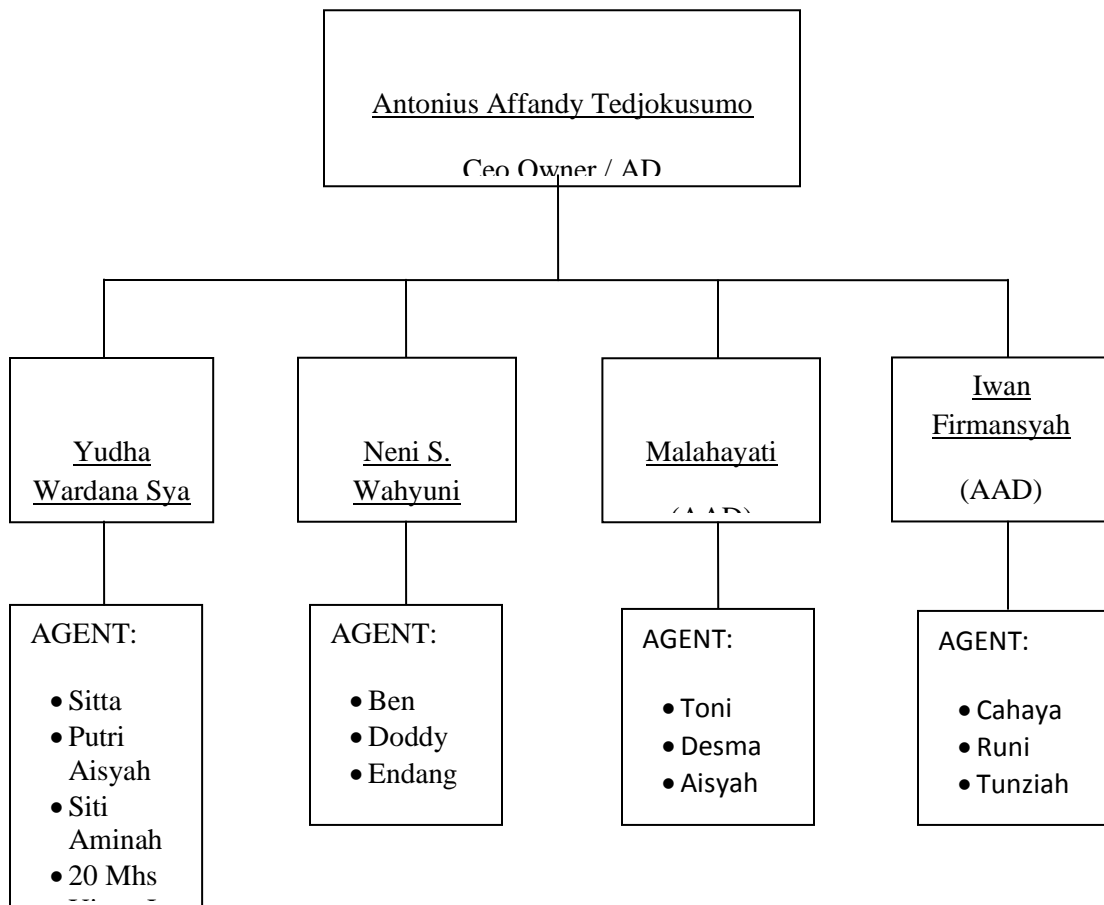 Antonius Affandy Tedjokusumo
Ceo Owner / AD
Yudha
Wardana Sya
Neni S.
Wahyuni
Malahayati
(AAD)
Iwan
Firmansyah
(AAD)
AGENT:
• Sitta
• Putri
Aisyah
• Siti
Aminah
• 20 Mhs
AGENT:
• Ben
• Doddy
• Endang
AGENT:
• Toni
• Desma
• Aisyah
AGENT:
• Cahaya
• Runi
• Tunziah